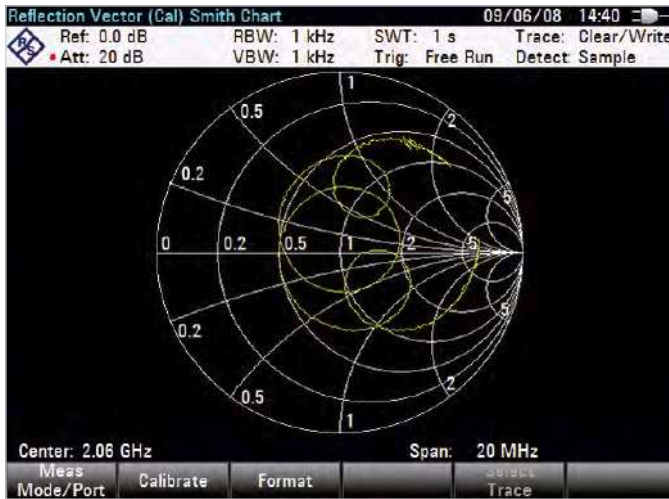 Reflection Vector (Cal) Smith Chart 09/06/08 14:40
Ref: 0.0 dB RBW: 1 kHz SWT: 1 s Trace: Clear/Write
Att: 20 dB VBW: 1 kHz Trig: Free Run Detect: Sample
R&S
1
0.5 2
0.2 5
0 0.2 0.5 1 2 5
0.2 5
0.5 2
1
Center: 2.06 GHz Span: 20 MHz
Meas Mode/Port Calibrate Format Select Trace